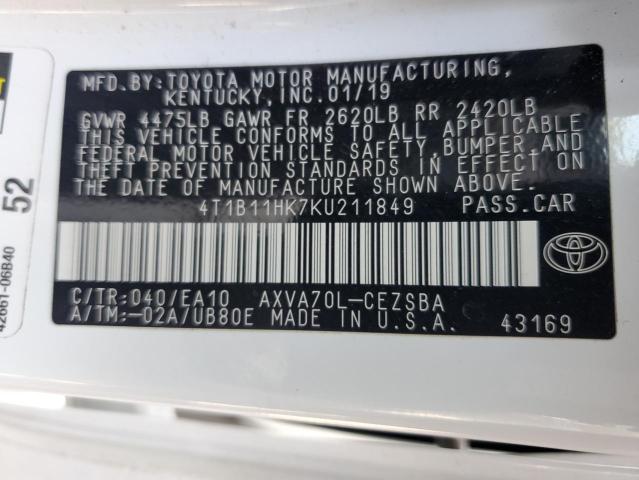 MFD.BY:TOYOTA MOTOR MANUFACTURING,
KENTUCKY,INC.01/19
GVWR 4475LB GAWR FR 2620LB RR 2420LB
THIS VEHICLE CONFORMS TO ALL APPLICABLE
FEDERAL MOTOR VEHICLE SAFETY,BUMPER,AND
THEFT PREVENTION STANDARDS IN EFFECT ON
THE DATE OF MANUFACTURE SHOWN ABOVE.
4T1B11HK7KU211849 PASS.CAR
C/TR:040/EA10 AXVA70L-CEZSBA
A/TM:-02A/UB80E MADE IN U.S.A.
43169
52
42661-06B40